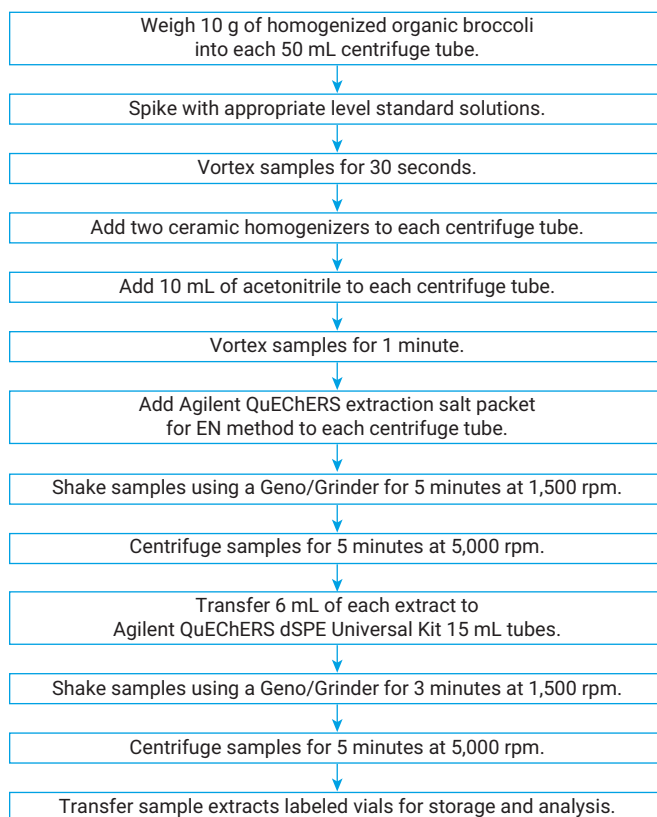 Weigh 10 g of homogenized organic broccoli
into each 50 mL centrifuge tube.
Spike with appropriate level standard solutions.
Vortex samples for 30 seconds.
Add two ceramic homogenizers to each centrifuge tube.
Add 10 mL of acetonitrile to each centrifuge tube.
Vortex samples for 1 minute.
Add Agilent QuEChERS extraction salt packet
for EN method to each centrifuge tube.
Shake samples using a Geno/Grinder for 5 minutes at 1,500 rpm.
Centrifuge samples for 5 minutes at 5,000 rpm.
Transfer 6 mL of each extract to
Agilent QuEChERS dSPE Universal Kit 15 mL tubes.
Shake samples using a Geno/Grinder for 3 minutes at 1,500 rpm.
Centrifuge samples for 5 minutes at 5,000 rpm.
Transfer sample extracts labeled vials for storage and analysis.